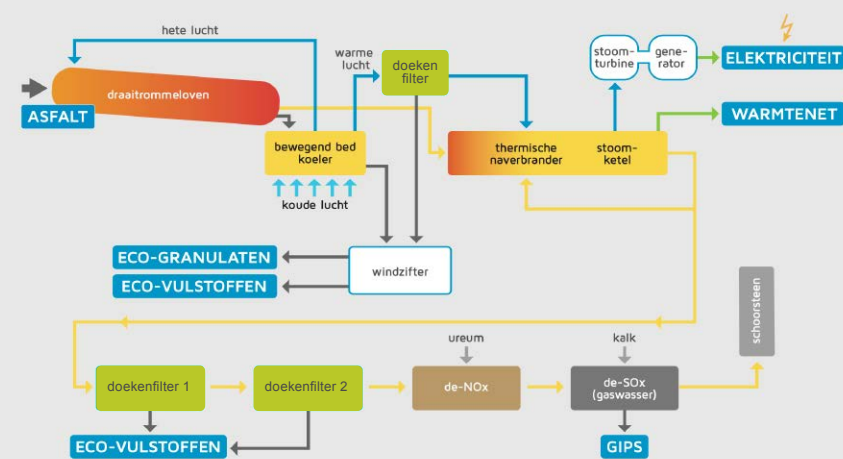 hete lucht
warme
lucht
doeken
filter
stoom-
turbine
gene-
rator
ELEKTRICITEIT
draaitrommeloven
ASFALT
WARMTENET
bewegend bed
koeler
thermische
naverbrander
stoom-
ketel
koude lucht
ECO-GRANULATEN
ECO-VULSTOFFEN
windzifter
schoorsteen
ureum
kalk
doekenfilter 1
doekenfilter 2
de-NOx
de-SOx
(gaswasser)
ECO-VULSTOFFEN
GIPS